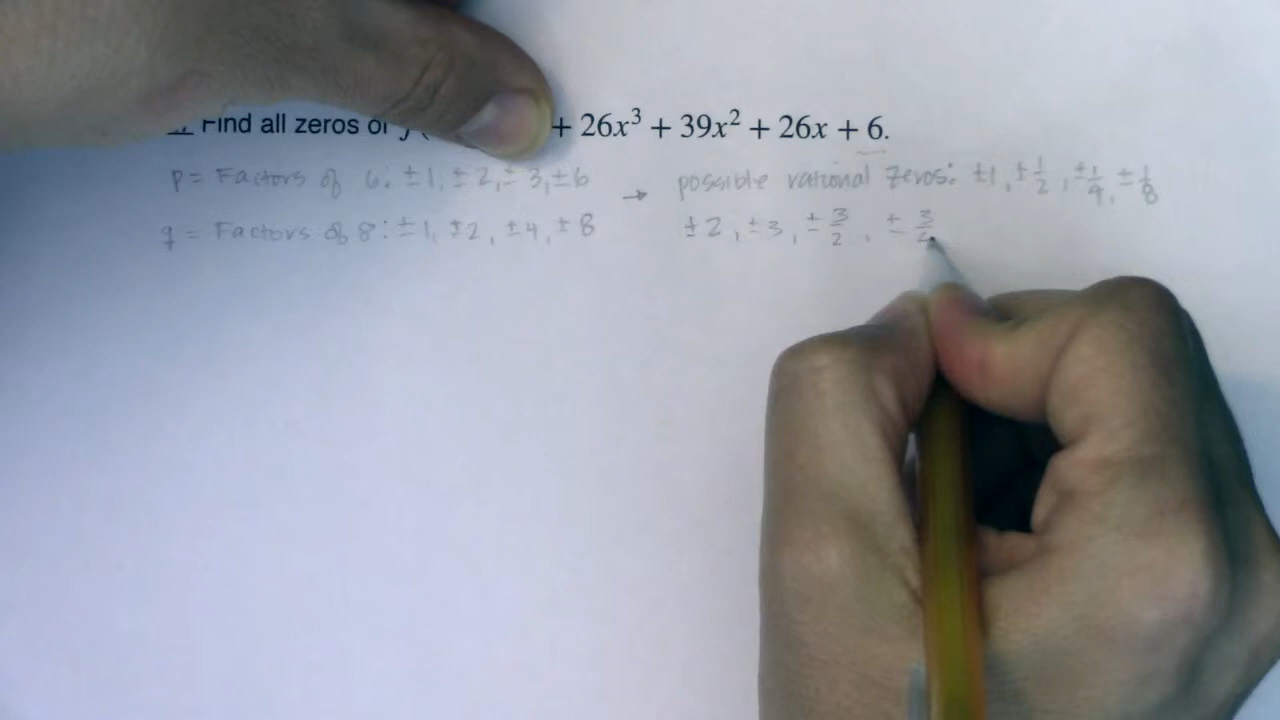 Find all zeros of f( + 26x³ + 39x² + 26x + 6.
p = Factors of 6: ±1, ±2, ±3, ±6 → possible rational zeros: ±1, ±1/2, ±1/4, ±1/8
q = Factors of 8: ±1, ±2, ±4, ±8 ±2, ±3, ±3/2, ±3/4